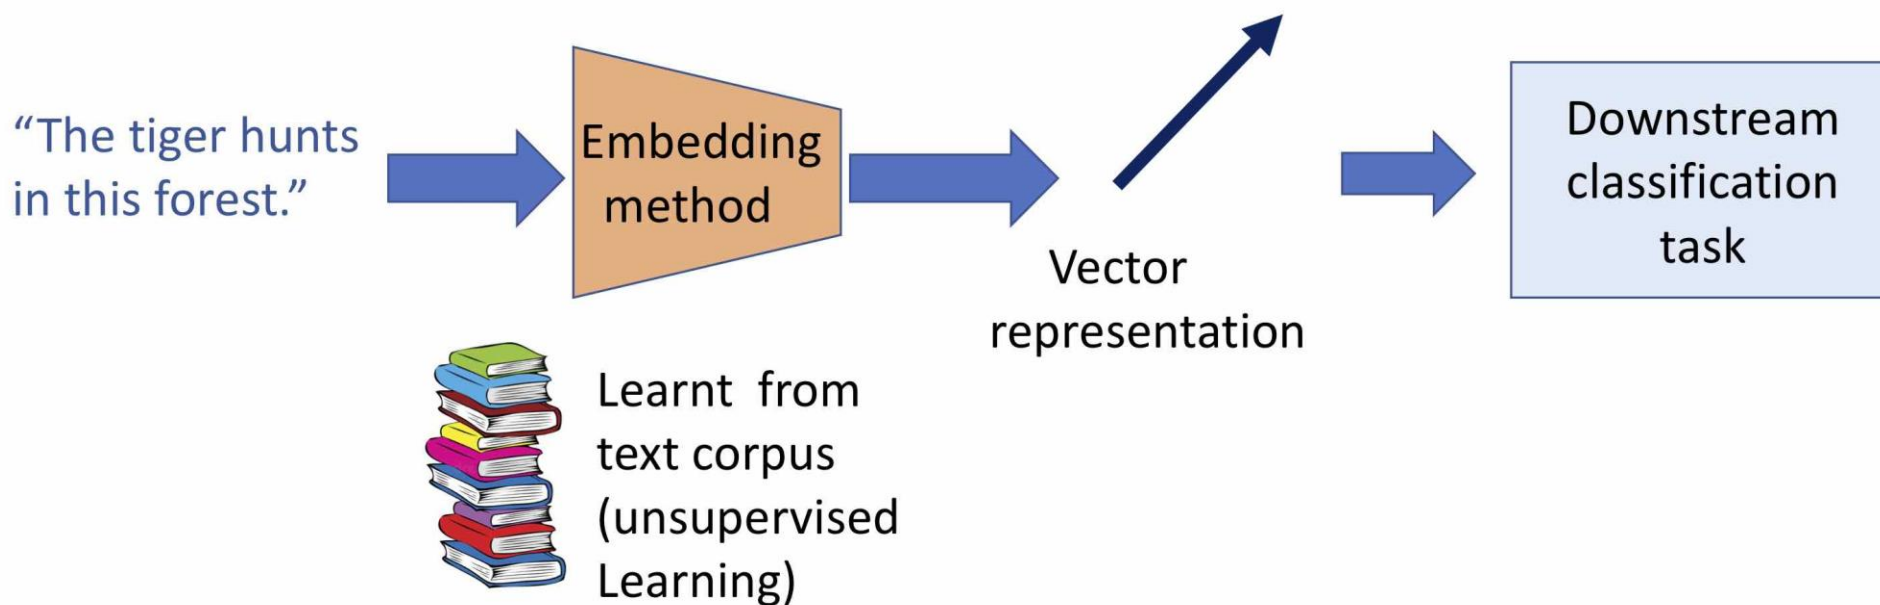 “The tiger hunts
in this forest.”
Embedding
method
Vector
representation
Downstream
classification
task
Learnt from
text corpus
(unsupervised
Learning)